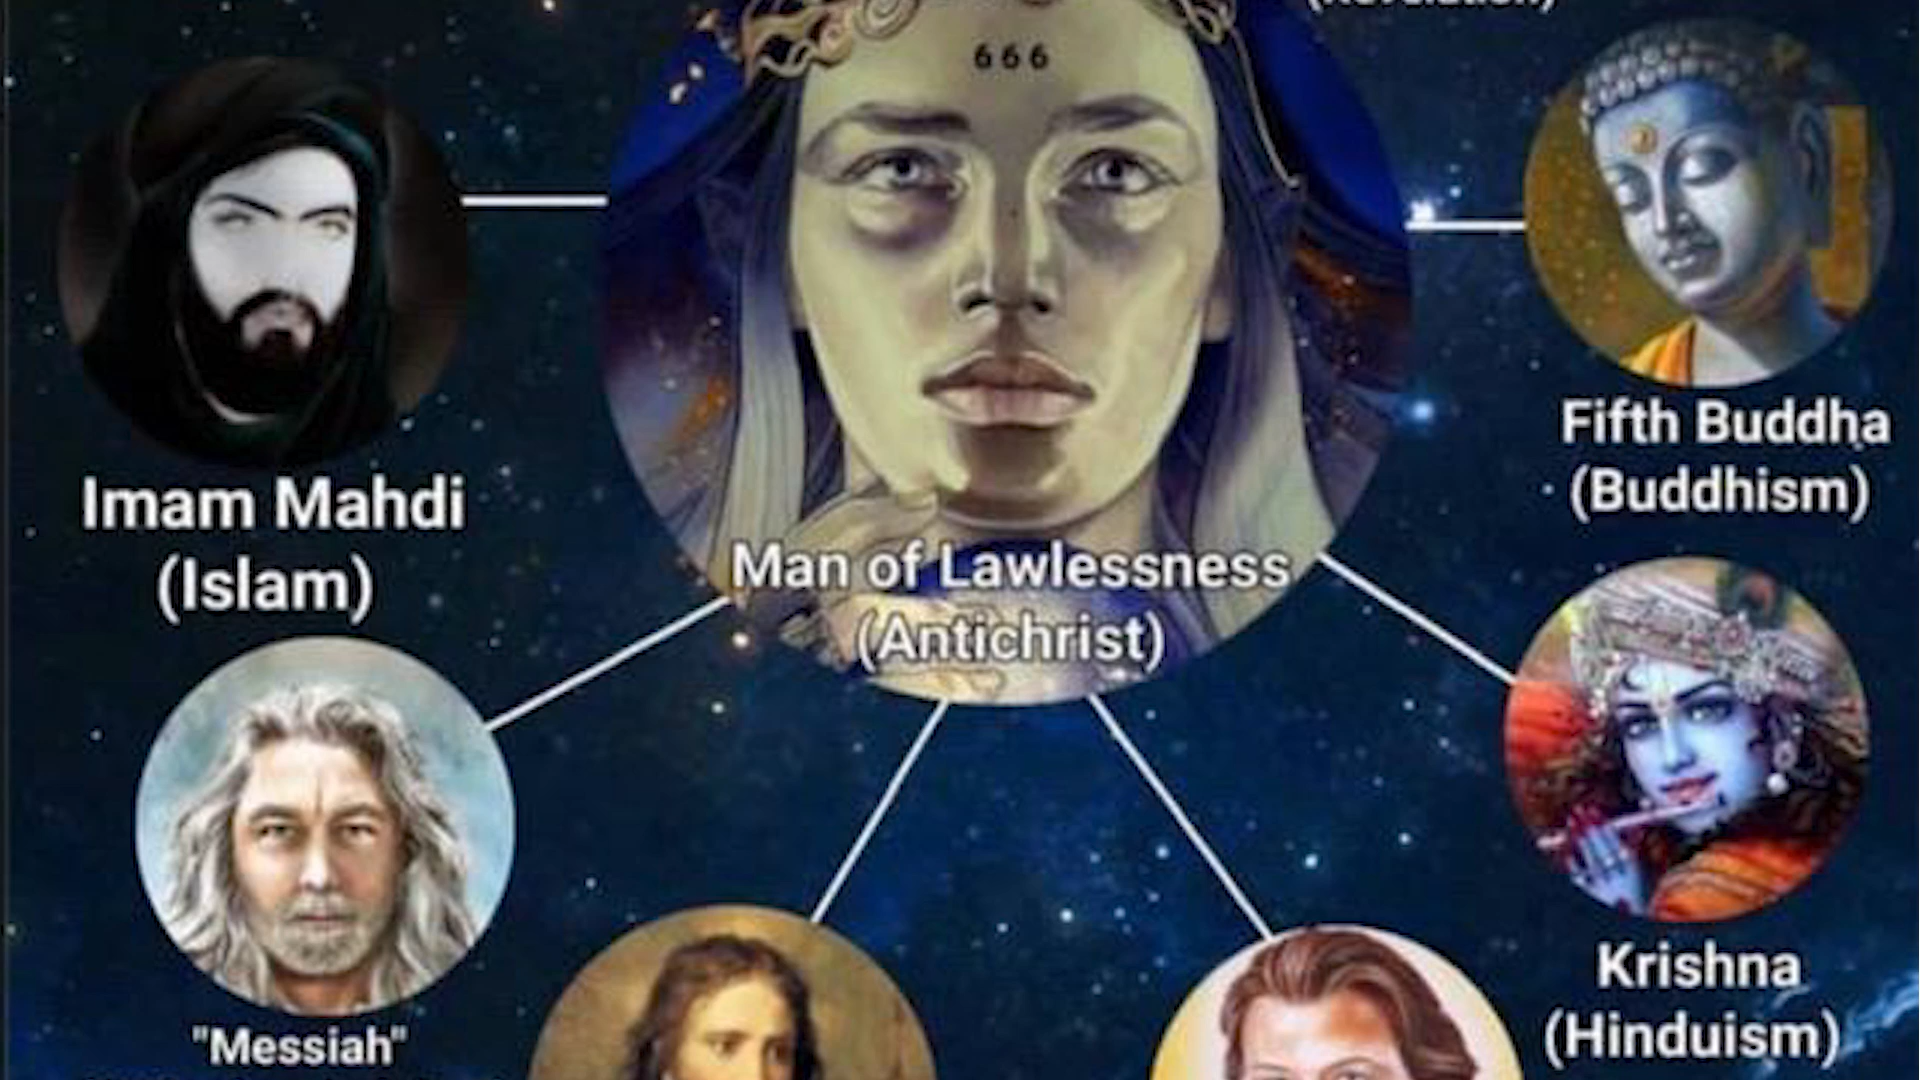 666
Fifth Buddha
(Buddhism)
Imam Mahdi
(Islam)
Man of Lawlessness
(Antichrist)
Krishna
(Hinduism)
"Messiah"